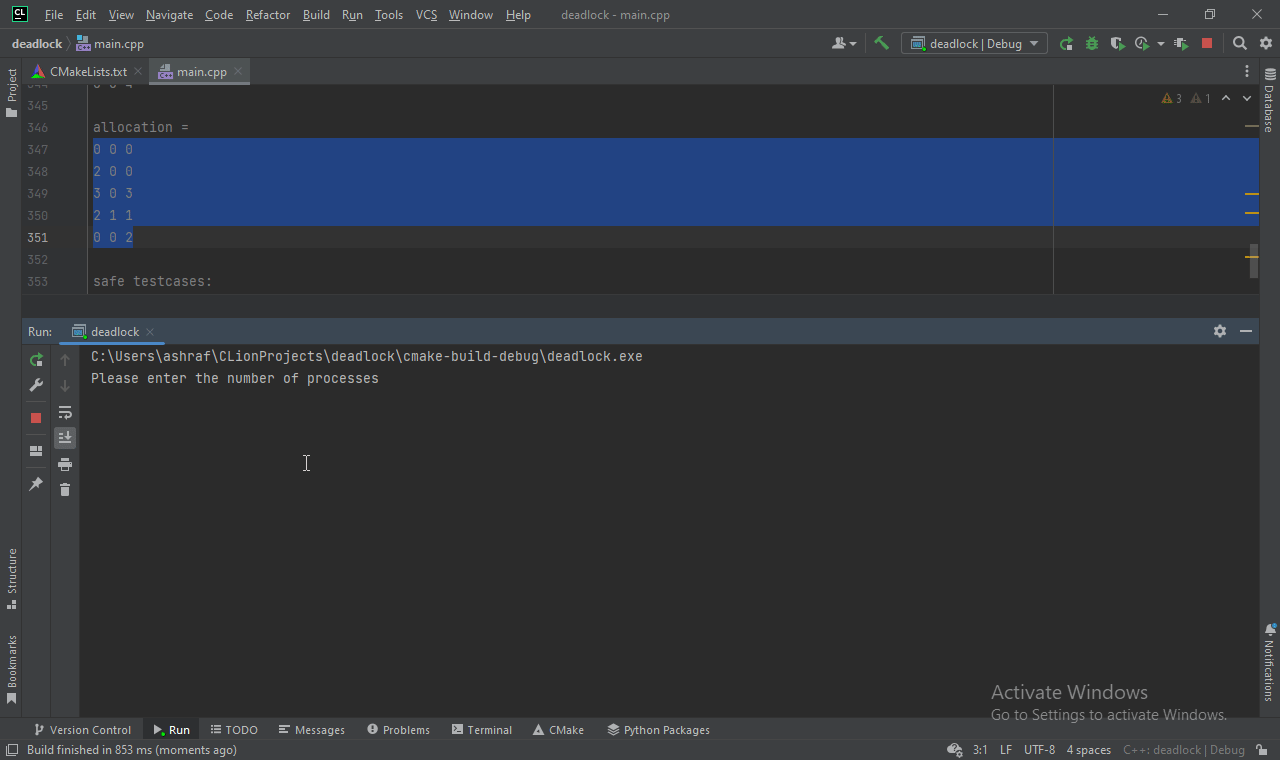 CL File Edit View Navigate Code Refactor Build Run Tools VCS Window Help deadlock - main.cpp
deadlock main.cpp deadlock | Debug
Project CMakeLists.txt main.cpp Database
345
346 allocation =
347 0 0 0
348 2 0 0
349 3 0 3
350 2 1 1
351 0 0 2
352
353 safe testcases:
3 1
Run: deadlock
C:\Users\ashraf\CLionProjects\deadlock\cmake-build-debug\deadlock.exe
Please enter the number of processes
Structure
Bookmarks
Notifications
Activate Windows
Go to Settings to activate Windows.
Version Control Run TODO Messages Problems Terminal CMake Python Packages
Build finished in 853 ms (moments ago) 3:1 LF UTF-8 4 spaces C++: deadlock | Debug